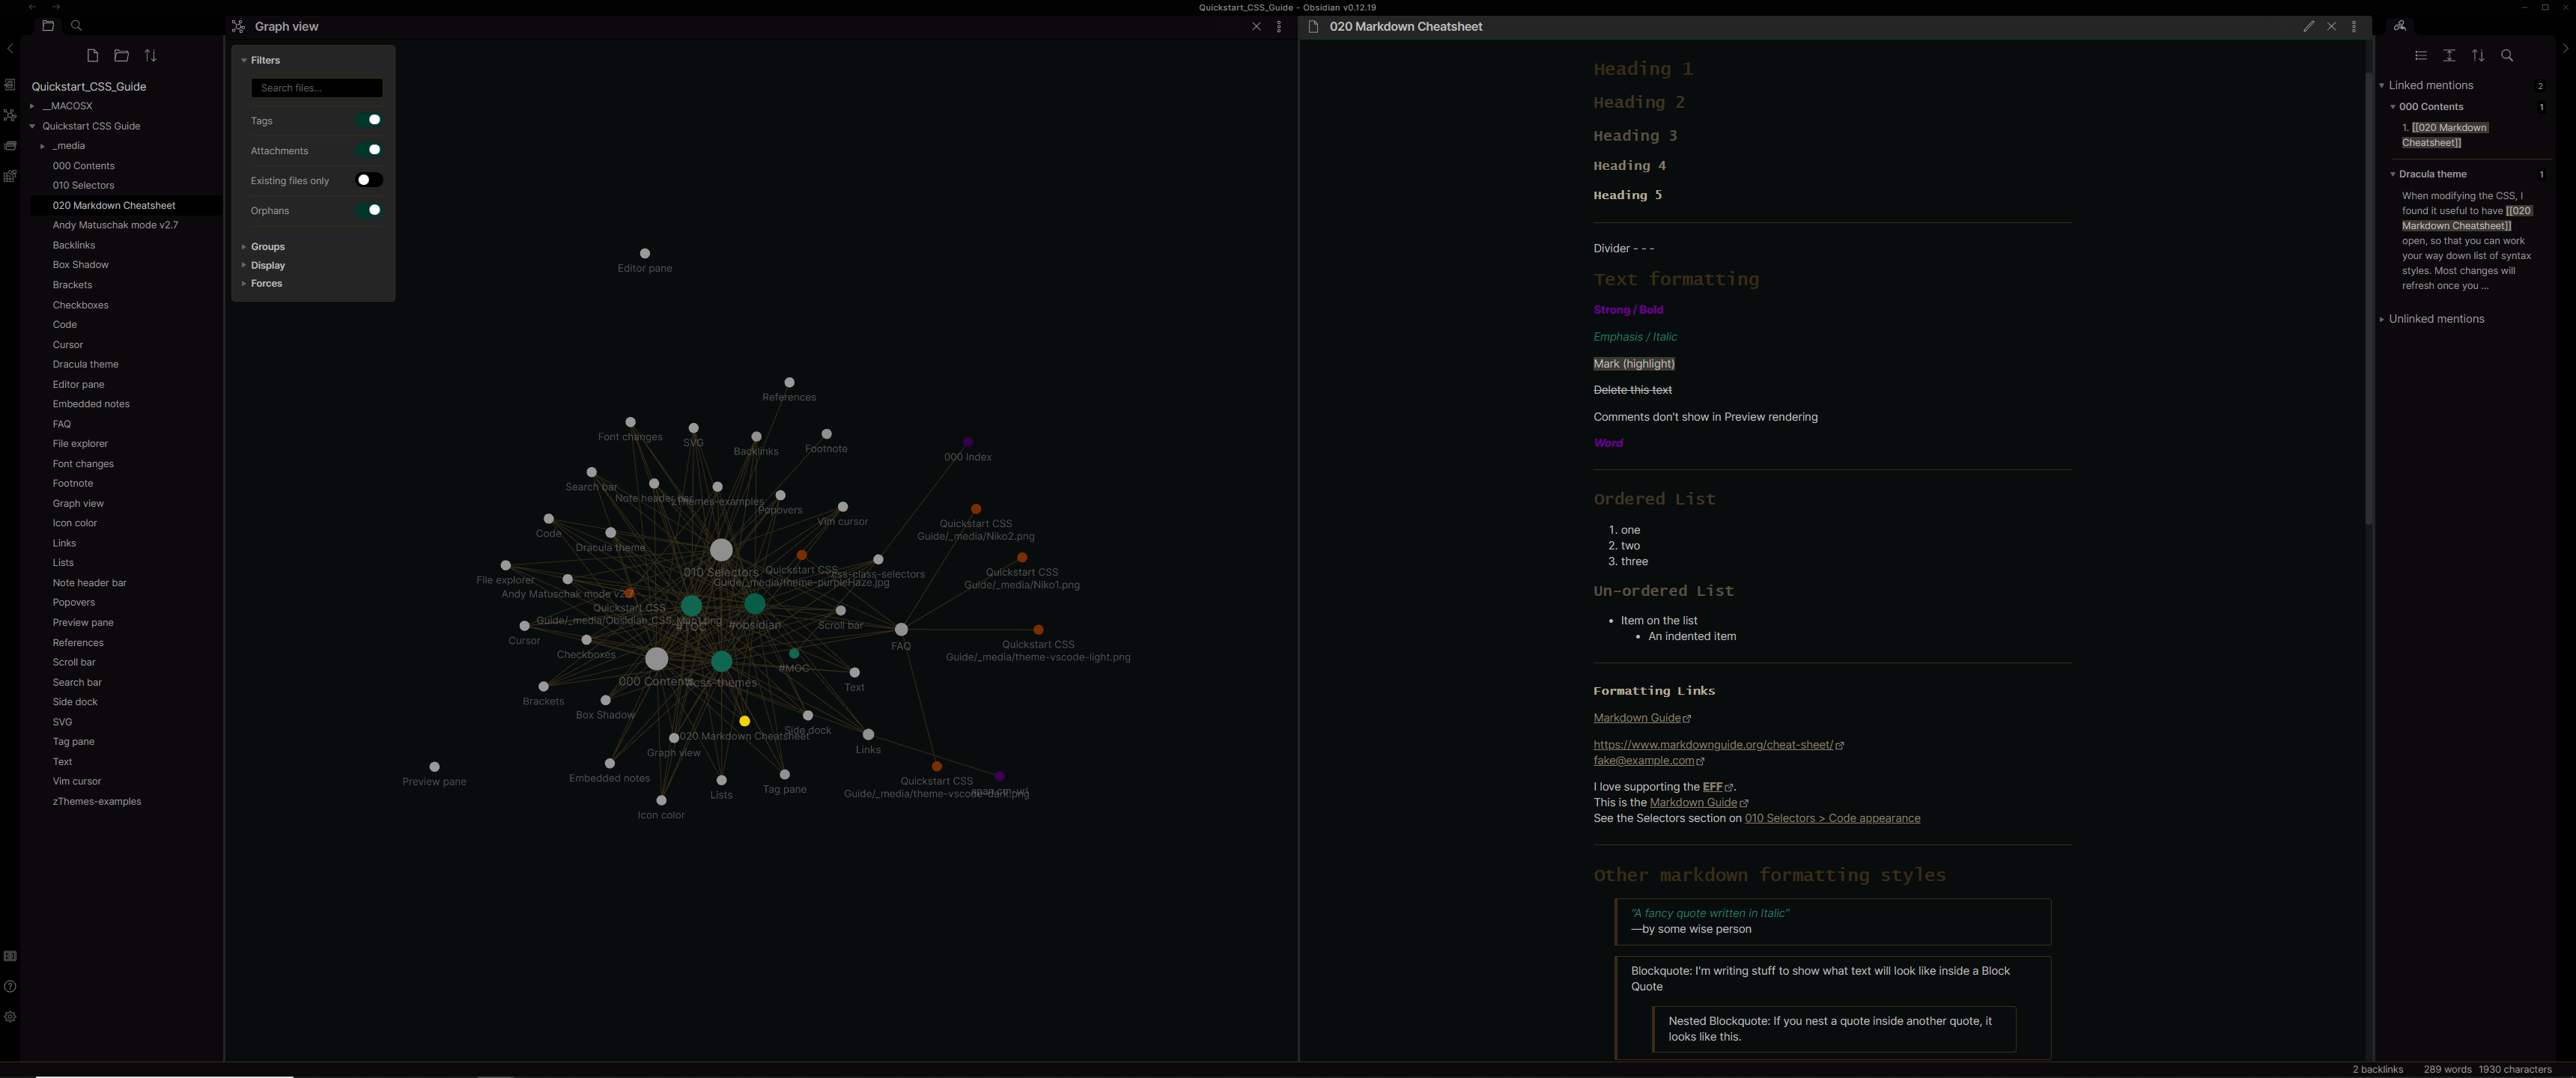 Quickstart_CSS_Guide - Obsidian v0.12.19
Quickstart_CSS_Guide
__MACOSX
Quickstart CSS Guide
_media
000 Contents
010 Selectors
020 Markdown Cheatsheet
Andy Matuschak mode v2.7
Backlinks
Box Shadow
Brackets
Checkboxes
Code
Cursor
Dracula theme
Editor pane
Embedded notes
FAQ
File explorer
Font changes
Footnote
Graph view
Icon color
Links
Lists
Note header bar
Popovers
Preview pane
References
Scroll bar
Search bar
Side dock
SVG
Tag pane
Text
Vim cursor
zThemes-examples
Graph view
Filters
Search files...
Tags
Attachments
Existing files only
Orphans
Groups
Display
Forces
Editor pane
References
Font changes
SVG
Backlinks
Footnote
000 Index
Search bar
Note header bar
zThemes-examples
Popovers
Vim cursor
Quickstart CSS
Guide/_media/Niko2.png
Code
Dracula theme
010 Selectors
Quickstart CSS
Guide/_media/theme-purpleHaze.jpg
css-class-selectors
Quickstart CSS
Guide/_media/Niko1.png
File explorer
Andy Matuschak mode v2.7
Quickstart CSS
Guide/_media/Obsidian_CSS_Map1.png
#TOC
#obsidian
Scroll bar
Cursor
Checkboxes
FAQ
Quickstart CSS
Guide/_media/theme-vscode-light.png
000 Contents
#css-themes
#MOC
Text
Brackets
Box Shadow
Side dock
020 Markdown Cheatsheet
Graph view
Links
Preview pane
Embedded notes
Lists
Tag pane
Quickstart CSS
Guide/_media/theme-vscode-dark.png
span.cm-url
Icon color
020 Markdown Cheatsheet
Heading 1
Heading 2
Heading 3
Heading 4
Heading 5
Divider - - -
Text formatting
Strong / Bold
Emphasis / Italic
Mark (highlight)
Delete this text
Comments don't show in Preview rendering
Word
Ordered List
1. one
2. two
3. three
Un-ordered List
• Item on the list
• An indented item
Formatting Links
Markdown Guide
https://www.markdownguide.org/cheat-sheet/
fake@example.com
I love supporting the EFF.
This is the Markdown Guide
See the Selectors section on 010 Selectors > Code appearance
Other markdown formatting styles
"A fancy quote written in Italic"
—by some wise person
Blockquote: I'm writing stuff to show what text will look like inside a Block
Quote
Nested Blockquote: If you nest a quote inside another quote, it
looks like this.
Linked mentions 2
000 Contents 1
1. [[020 Markdown
Cheatsheet]]
Dracula theme 1
When modifying the CSS, I
found it useful to have [[020
Markdown Cheatsheet]]
open, so that you can work
your way down list of syntax
styles. Most changes will
refresh once you ...
Unlinked mentions
2 backlinks 289 words 1930 characters